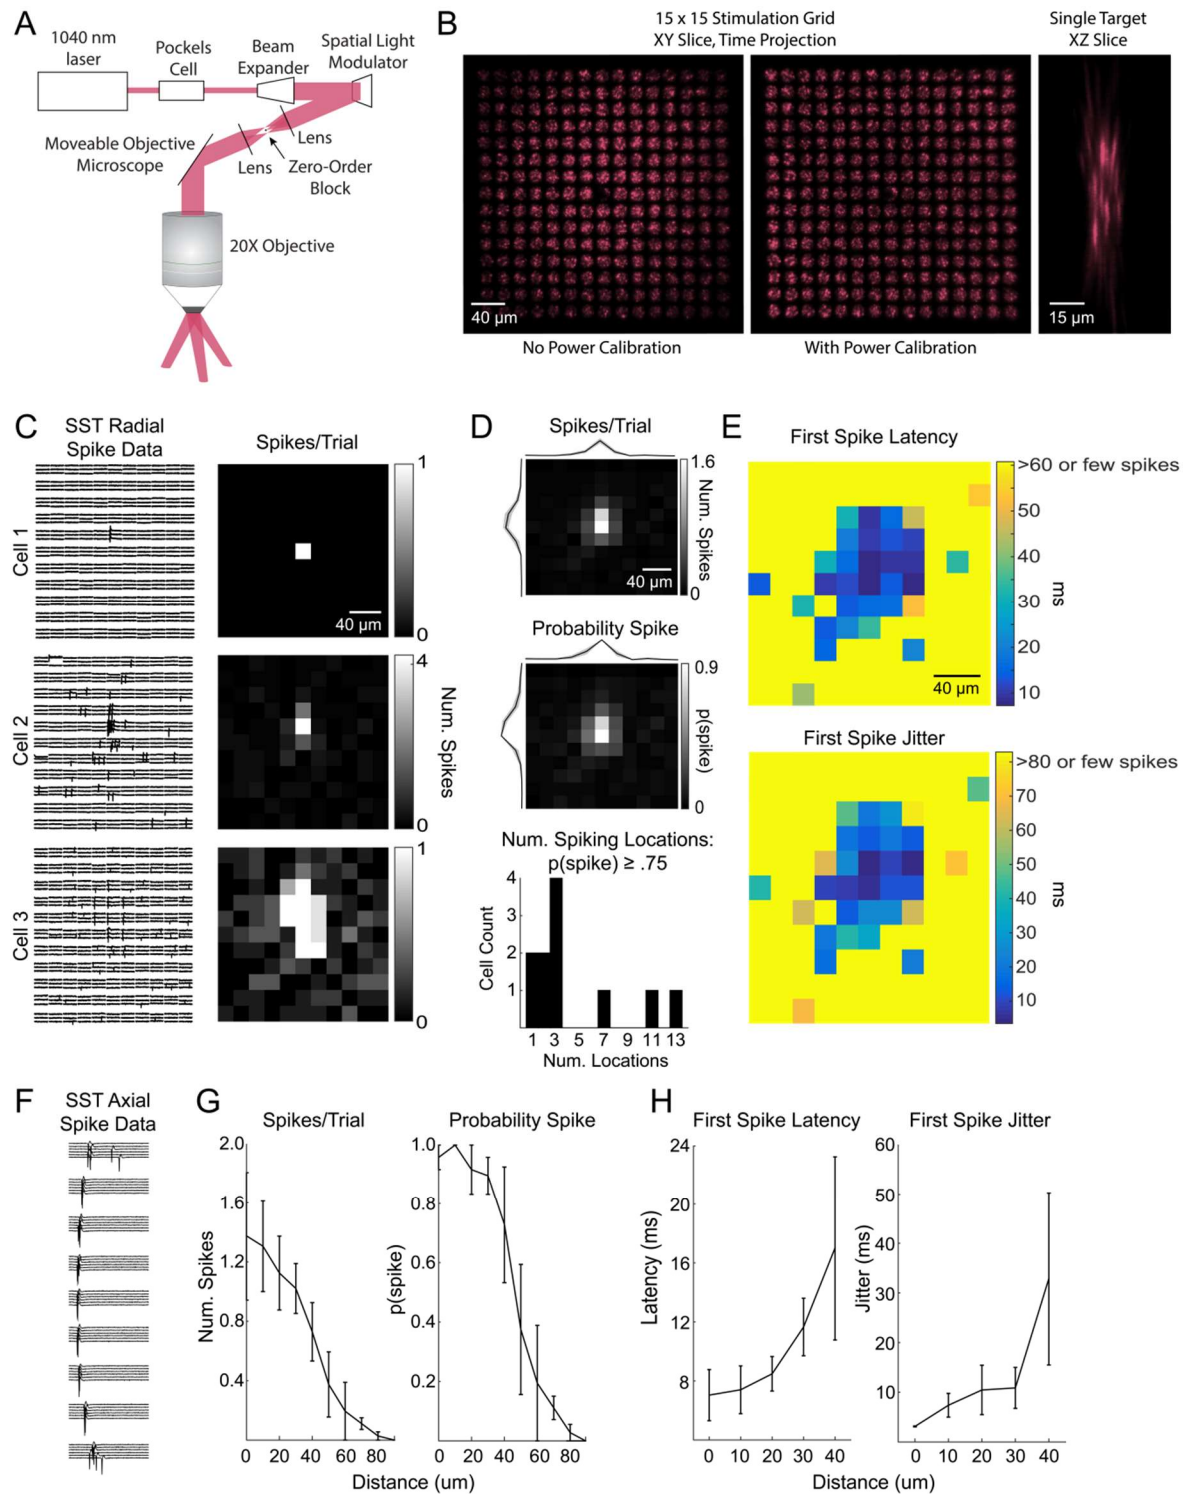 A
1040 nm
laser
Pockels
Cell
Beam
Expander
Spatial Light
Modulator
Moveable Objective
Microscope
Lens
Lens
Zero-Order
Block
20X Objective
B
15 x 15 Stimulation Grid
XY Slice, Time Projection
Single Target
XZ Slice
40 µm
15 µm
No Power Calibration
With Power Calibration
C
SST Radial
Spike Data
Spikes/Trial
Cell 1
1
40 µm
0
Cell 2
4
0
Num. Spikes
Cell 3
1
0
D
Spikes/Trial
1.6
Num. Spikes
40 µm
0
Probability Spike
0.9
p(spike)
0
Num. Spiking Locations:
p(spike) ≥ .75
Cell Count
4
3
2
1
1 3 5 7 9 11 13
Num. Locations
E
First Spike Latency
>60 or few spikes
50
40
30
20
10
ms
40 µm
First Spike Jitter
>80 or few spikes
70
60
50
40
30
20
10
ms
F
SST Axial
Spike Data
G
Spikes/Trial
Num. Spikes
2.0
1.6
1.2
0.8
0.4
0 20 40 60 80
Probability Spike
p(spike)
1.0
0.8
0.6
0.4
0.2
0 20 40 60 80
Distance (um)
H
First Spike Latency
Latency (ms)
24
20
16
12
8
0 10 20 30 40
First Spike Jitter
Jitter (ms)
60
50
40
30
20
10
0 10 20 30 40
Distance (um)